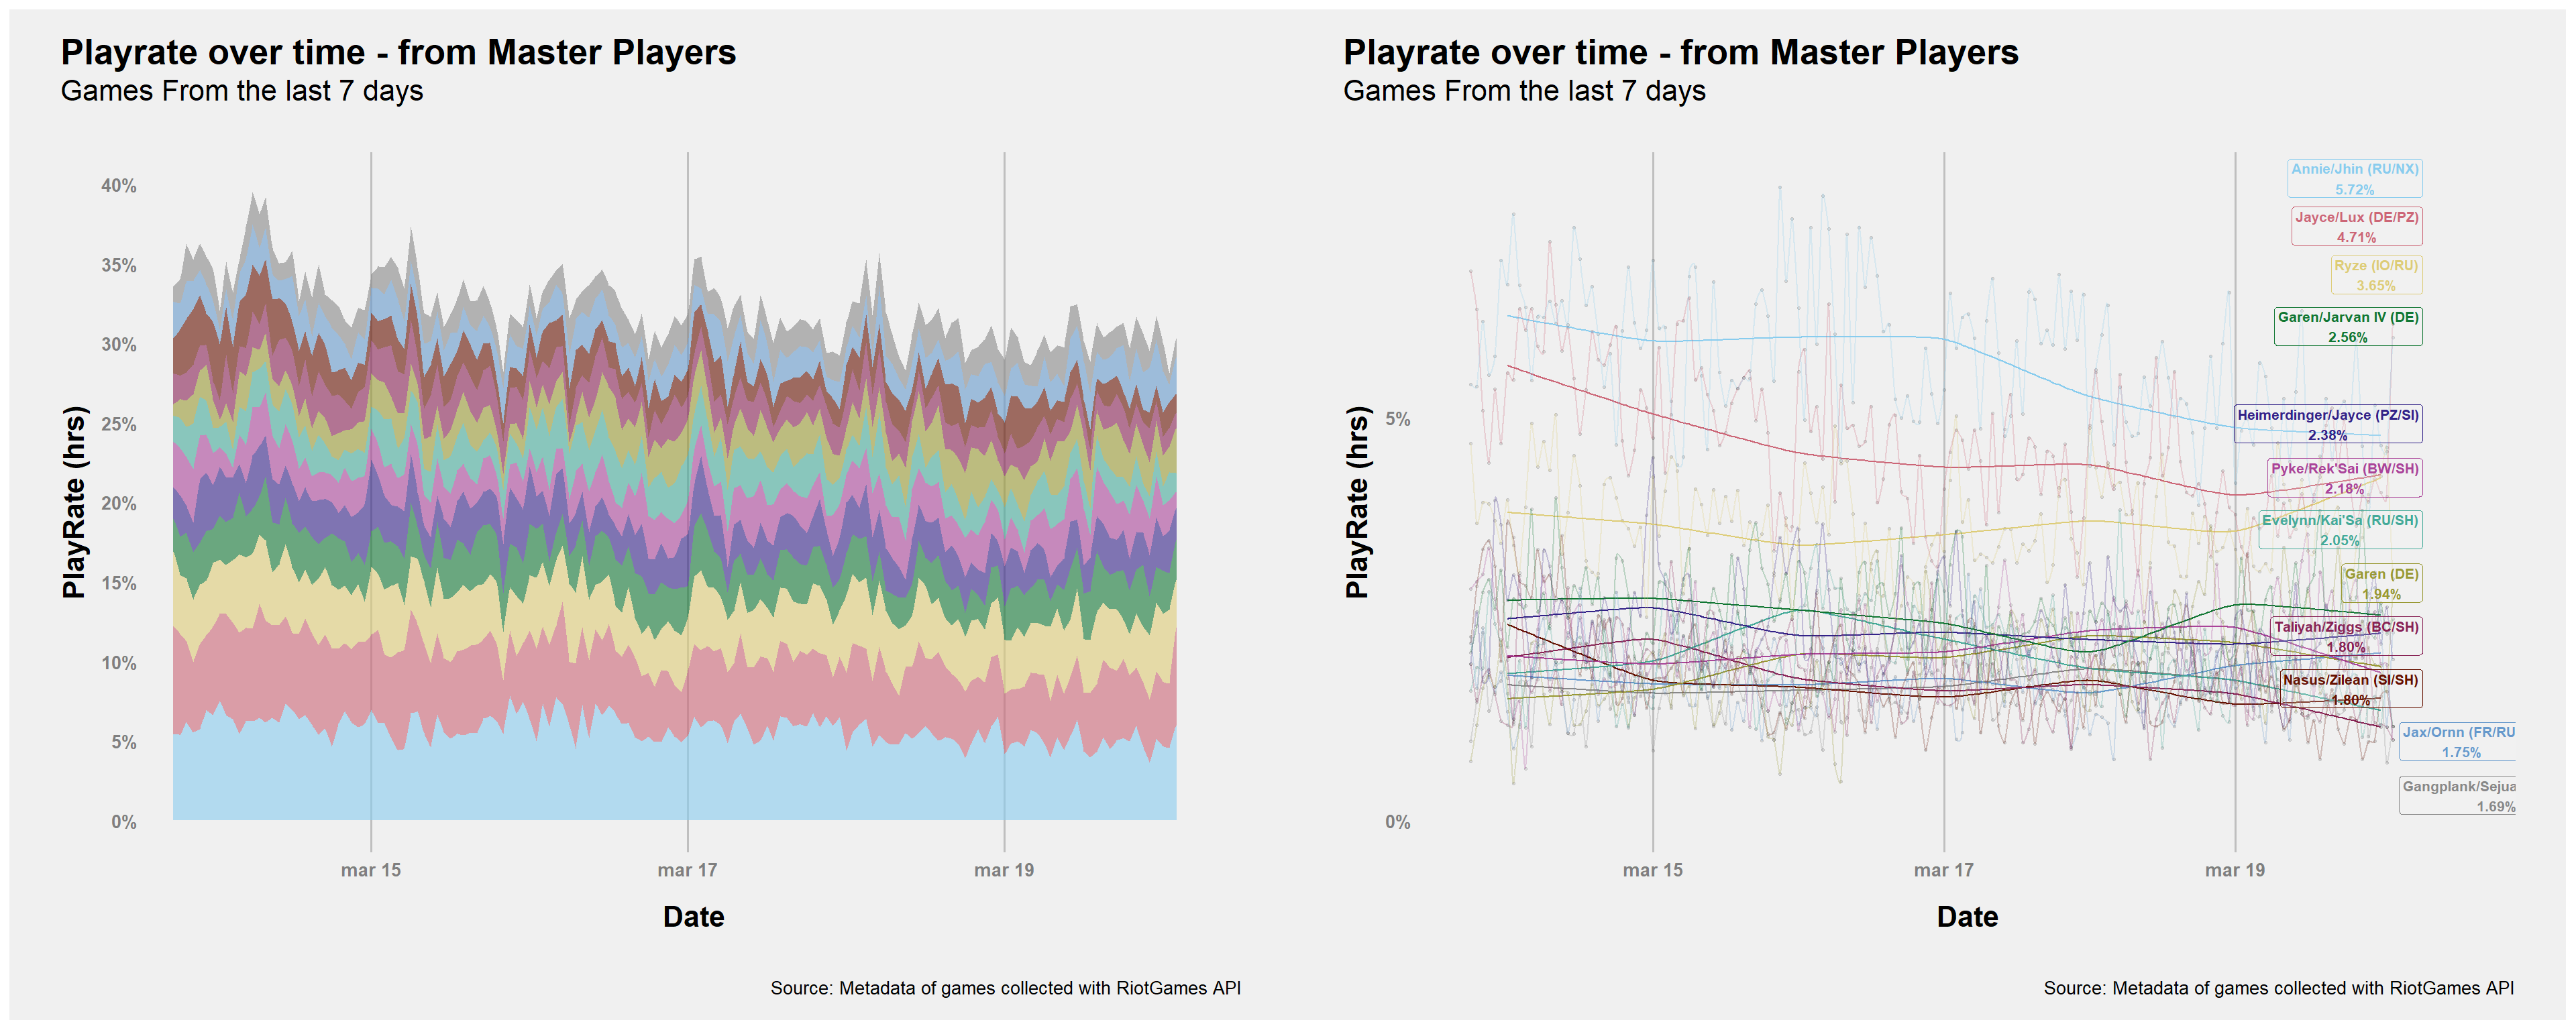 Playrate over time - from Master Players
Games From the last 7 days
40%
35%
30%
25%
20%
15%
10%
5%
0%
PlayRate (hrs)
mar 15
mar 17
mar 19
Date
Source: Metadata of games collected with RiotGames API
Playrate over time - from Master Players
Games From the last 7 days
5%
0%
PlayRate (hrs)
Annie/Jhin (RU/NX)
5.72%
Jayce/Lux (DE/PZ)
4.71%
Ryze (IO/RU)
3.65%
Garen/Jarvan IV (DE)
2.56%
Heimerdinger/Jayce (PZ/SI)
2.38%
Pyke/Rek'Sai (BW/SH)
2.18%
Evelynn/Kai'Sa (RU/SH)
2.05%
Garen (DE)
1.94%
Taliyah/Ziggs (BC/SH)
1.80%
Nasus/Zilean (SI/SH)
1.80%
Jax/Ornn (FR/RU
1.75%
Gangplank/Sejua
1.69%
mar 15
mar 17
mar 19
Date
Source: Metadata of games collected with RiotGames API